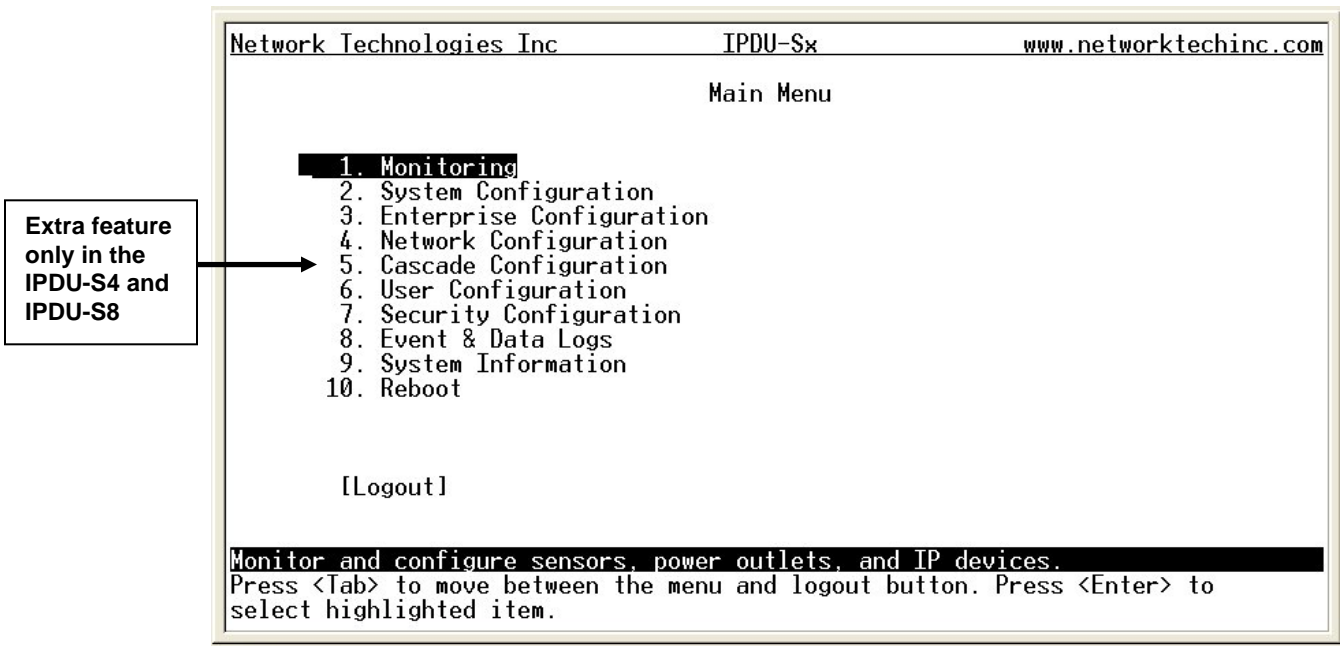 Network Technologies Inc IPDU-Sx www.networktechinc.com
Main Menu
1. Monitoring
2. System Configuration
3. Enterprise Configuration
4. Network Configuration
5. Cascade Configuration
6. User Configuration
7. Security Configuration
8. Event & Data Logs
9. System Information
10. Reboot
Extra feature
only in the
IPDU-S4 and
IPDU-S8
[Logout]
Monitor and configure sensors, power outlets, and IP devices.
Press <Tab> to move between the menu and logout button. Press <Enter> to
select highlighted item.